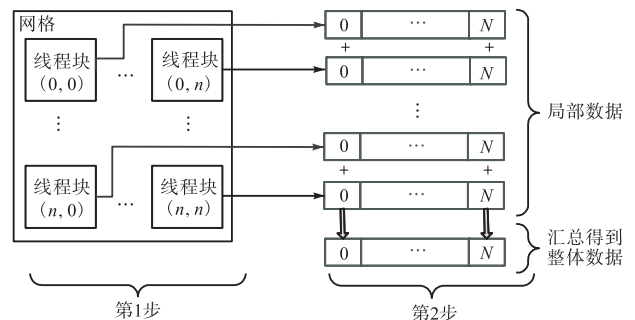 网格
线程块
(0, 0)
...
线程块
(0, n)
⋮
⋮
线程块
(n, 0)
...
线程块
(n, n)
0 ... N
+ +
0 ... N
⋮
0 ... N
+ +
0 ... N
0 ... N
局部数据
汇总得到
整体数据
第1步
第2步